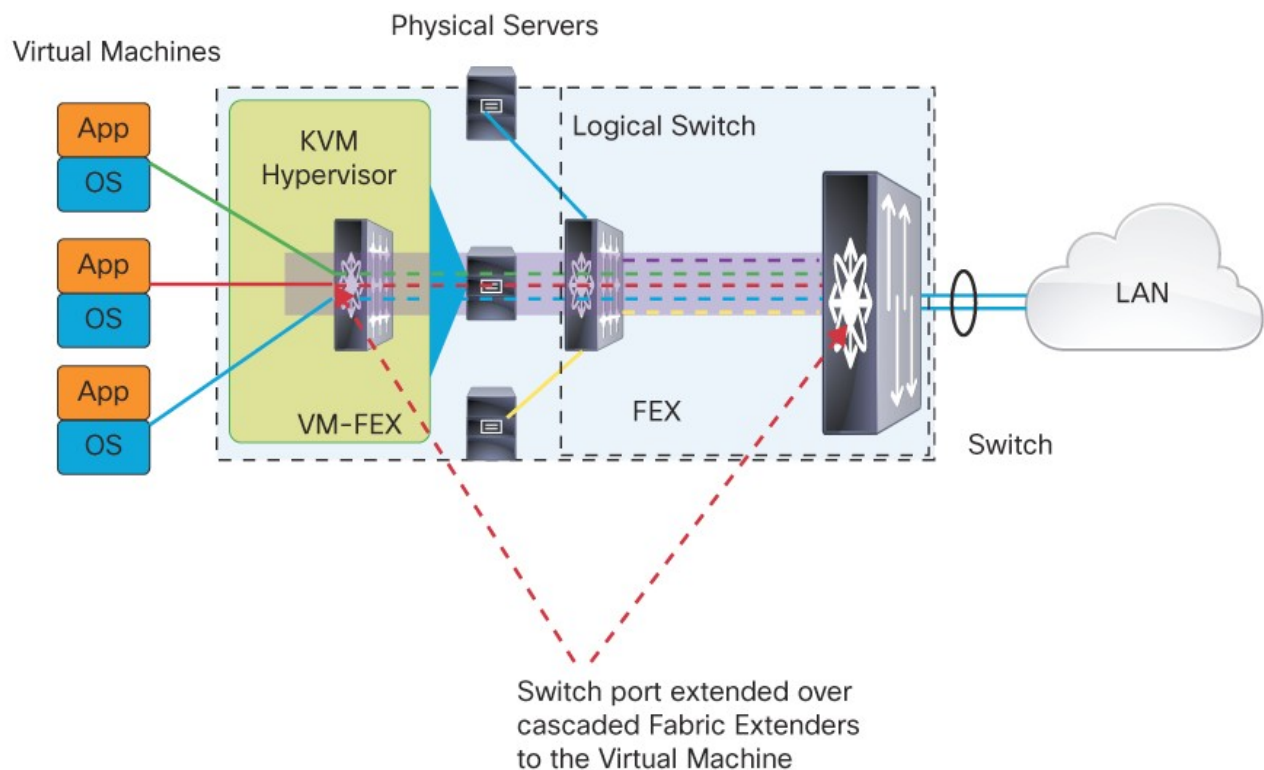 Physical Servers
Virtual Machines
App
OS
App
OS
App
OS
KVM
Hypervisor
VM-FEX
Logical Switch
FEX
Switch
LAN
Switch port extended over
cascaded Fabric Extenders
to the Virtual Machine